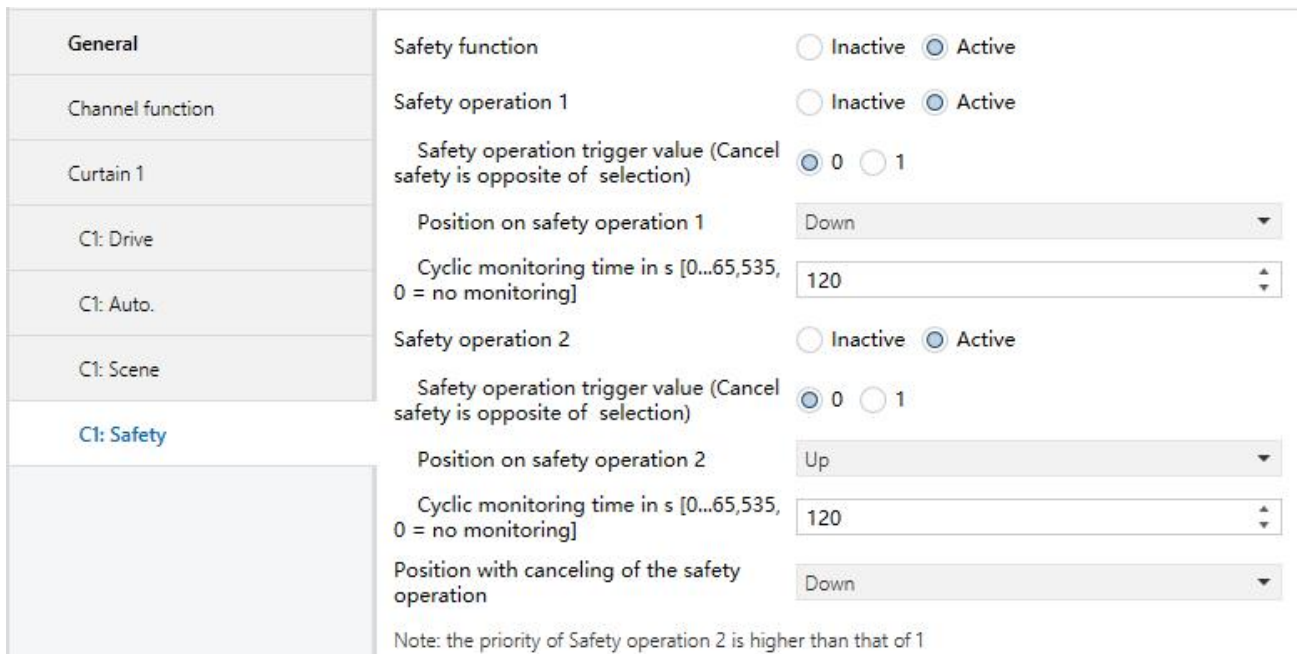 General
Channel function
Curtain 1
C1: Drive
C1: Auto.
C1: Scene
C1: Safety
Safety function
Inactive Active
Safety operation 1
Inactive Active
Safety operation trigger value (Cancel
safety is opposite of selection)
0 1
Position on safety operation 1
Down
Cyclic monitoring time in s [0...65,535,
0 = no monitoring]
120
Safety operation 2
Inactive Active
Safety operation trigger value (Cancel
safety is opposite of selection)
0 1
Position on safety operation 2
Up
Cyclic monitoring time in s [0...65,535,
0 = no monitoring]
120
Position with canceling of the safety
operation
Down
Note: the priority of Safety operation 2 is higher than that of 1